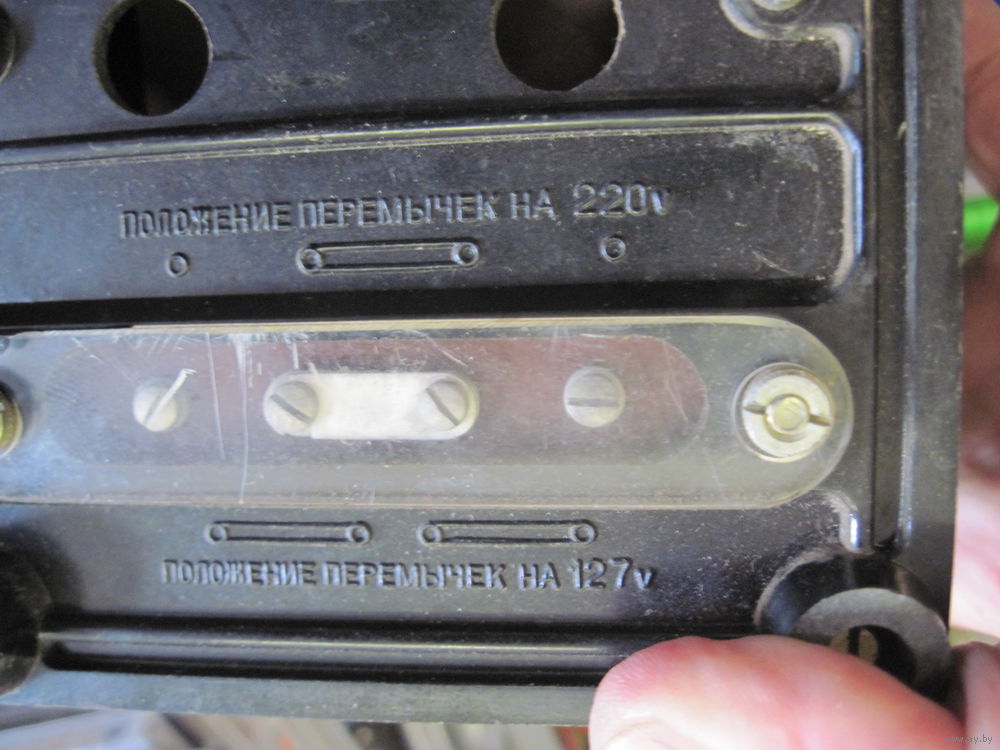 ПОЛОЖЕНИЕ ПЕРЕМЫЧЕК НА 220v
ПОЛОЖЕНИЕ ПЕРЕМЫЧЕК НА 127v